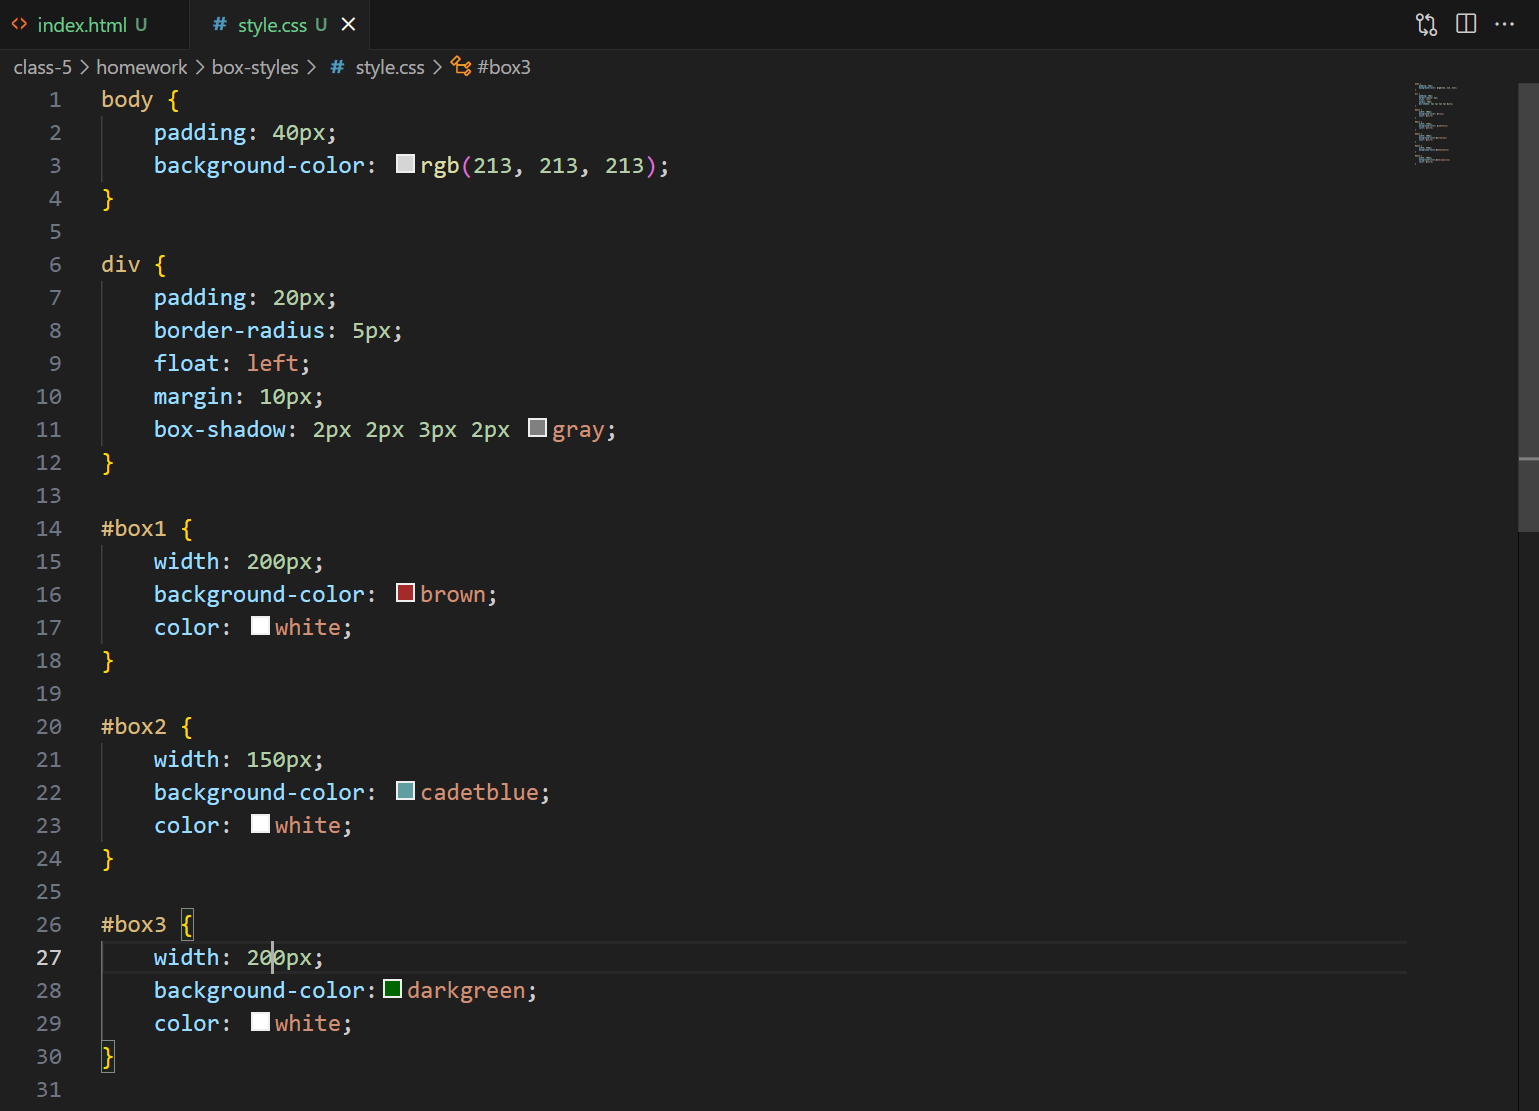 index.html U # style.css U
class-5 > homework > box-styles > # style.css > #box3
1 body {
2 padding: 40px;
3 background-color: rgb(213, 213, 213);
4 }
5
6 div {
7 padding: 20px;
8 border-radius: 5px;
9 float: left;
10 margin: 10px;
11 box-shadow: 2px 2px 3px 2px gray;
12 }
13
14 #box1 {
15 width: 200px;
16 background-color: brown;
17 color: white;
18 }
19
20 #box2 {
21 width: 150px;
22 background-color: cadetblue;
23 color: white;
24 }
25
26 #box3 {
27 width: 200px;
28 background-color: darkgreen;
29 color: white;
30 }
31